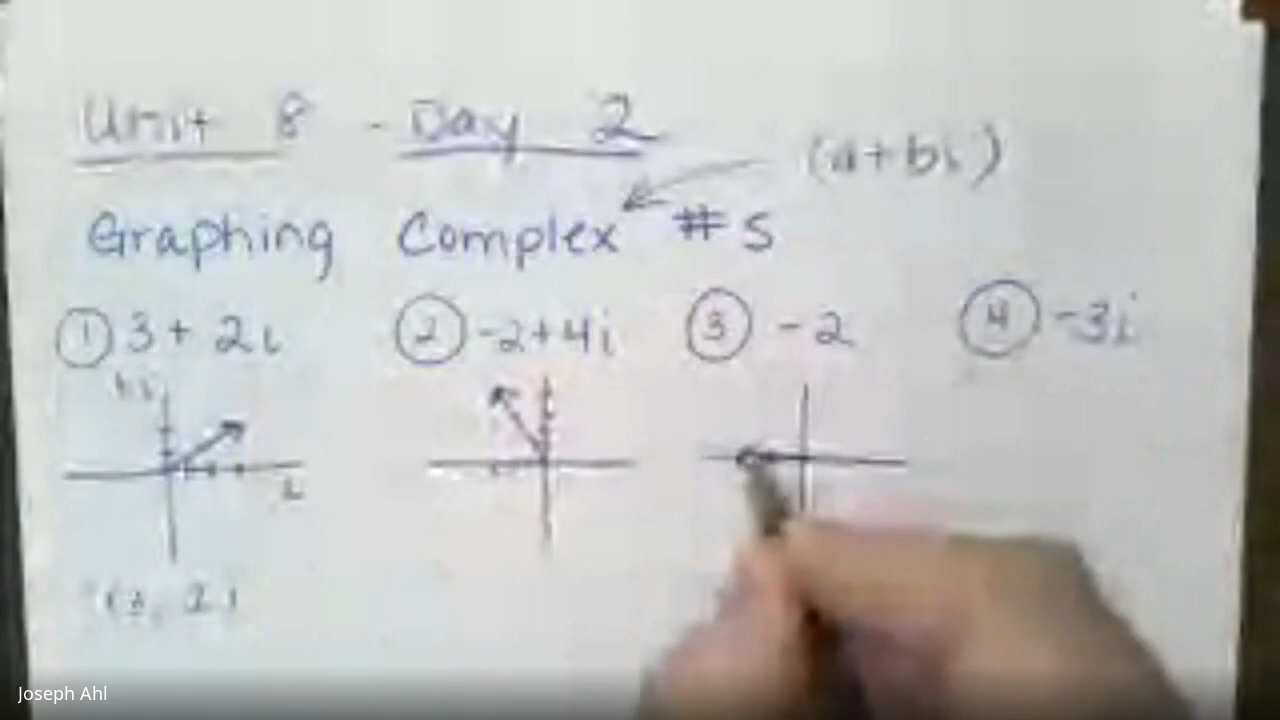 Unit 8 - Day 2
(a+bi)
Graphing Complex #s
① 3 + 2i ② -2+4i ③ -2 ④ -3i
bi
a
(3, 2)
Joseph Ahl